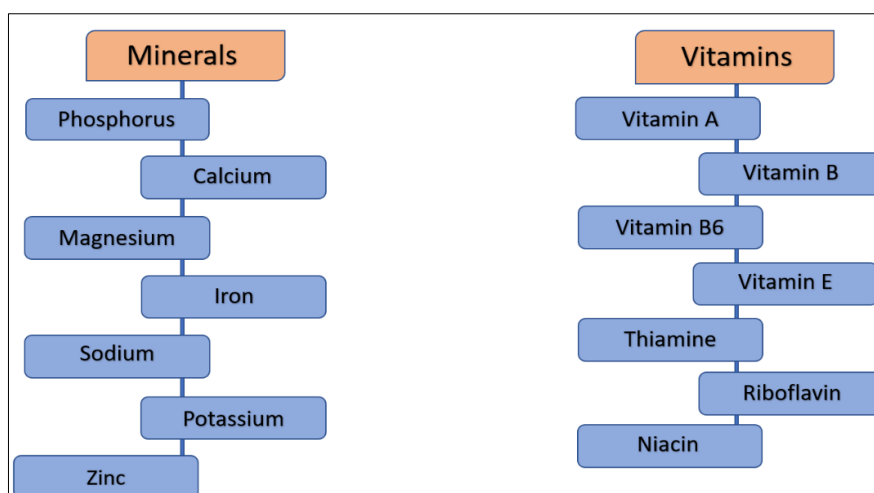 Minerals
Phosphorus
Calcium
Magnesium
Iron
Sodium
Potassium
Zinc
Vitamins
Vitamin A
Vitamin B
Vitamin B6
Vitamin E
Thiamine
Riboflavin
Niacin